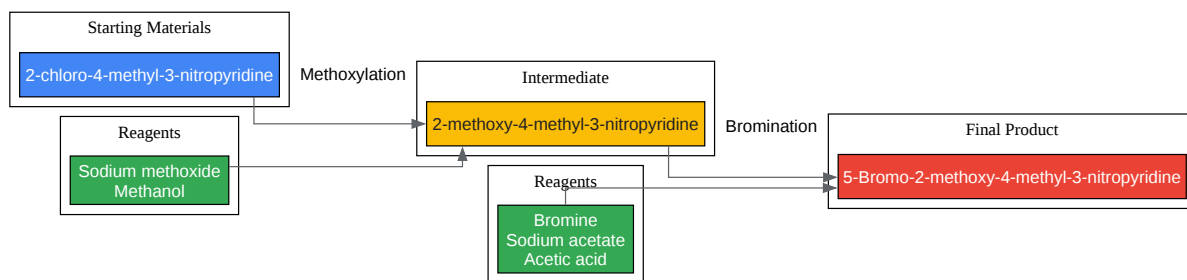 Starting Materials
2-chloro-4-methyl-3-nitropyridine
Methoxylation
Reagents
Sodium methoxide
Methanol
Intermediate
2-methoxy-4-methyl-3-nitropyridine
Bromination
Reagents
Bromine
Sodium acetate
Acetic acid
Final Product
5-Bromo-2-methoxy-4-methyl-3-nitropyridine